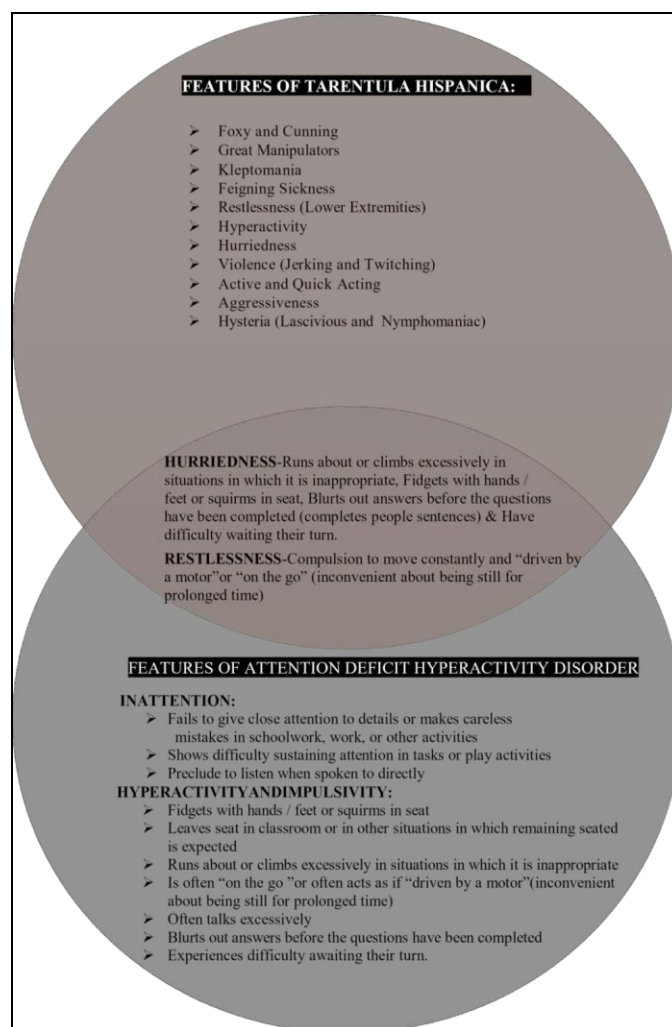 FEATURES OF TARENTULA HISPANICA:
➢ Foxy and Cunning
➢ Great Manipulators
➢ Kleptomania
➢ Feigning Sickness
➢ Restlessness (Lower Extremities)
➢ Hyperactivity
➢ Hurriedness
➢ Violence (Jerking and Twitching)
➢ Active and Quick Acting
➢ Aggressiveness
➢ Hysteria (Lascivious and Nymphomaniac)
HURRIEDNESS-Runs about or climbs excessively in
situations in which it is inappropriate, Fidgets with hands /
feet or squirms in seat, Blurts out answers before the questions
have been completed (completes people sentences) & Have
difficulty waiting their turn.
RESTLESSNESS-Compulsion to move constantly and “driven by
a motor”or “on the go” (inconvenient about being still for
prolonged time)
FEATURES OF ATTENTION DEFICIT HYPERACTIVITY DISORDER
INATTENTION:
➢ Fails to give close attention to details or makes careless
mistakes in schoolwork, work, or other activities
➢ Shows difficulty sustaining attention in tasks or play activities
➢ Preclude to listen when spoken to directly
HYPERACTIVITYANDIMPULSIVITY:
➢ Fidgets with hands / feet or squirms in seat
➢ Leaves seat in classroom or in other situations in which remaining seated
is expected
➢ Runs about or climbs excessively in situations in which it is inappropriate
➢ Is often “on the go ”or often acts as if “driven by a motor”(inconvenient
about being still for prolonged time)
➢ Often talks excessively
➢ Blurts out answers before the questions have been completed
➢ Experiences difficulty awaiting their turn.